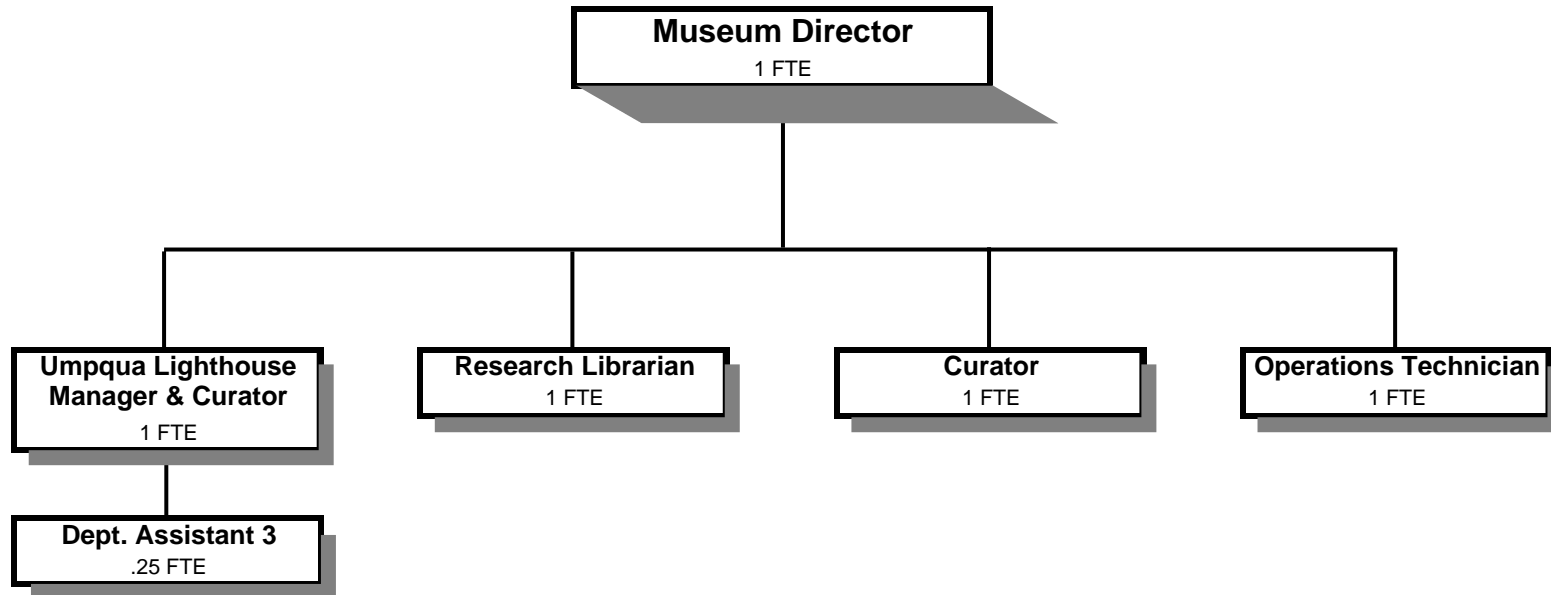 Museum Director
1 FTE
Umpqua Lighthouse
Manager & Curator
1 FTE
Research Librarian
1 FTE
Curator
1 FTE
Operations Technician
1 FTE
Dept. Assistant 3
.25 FTE